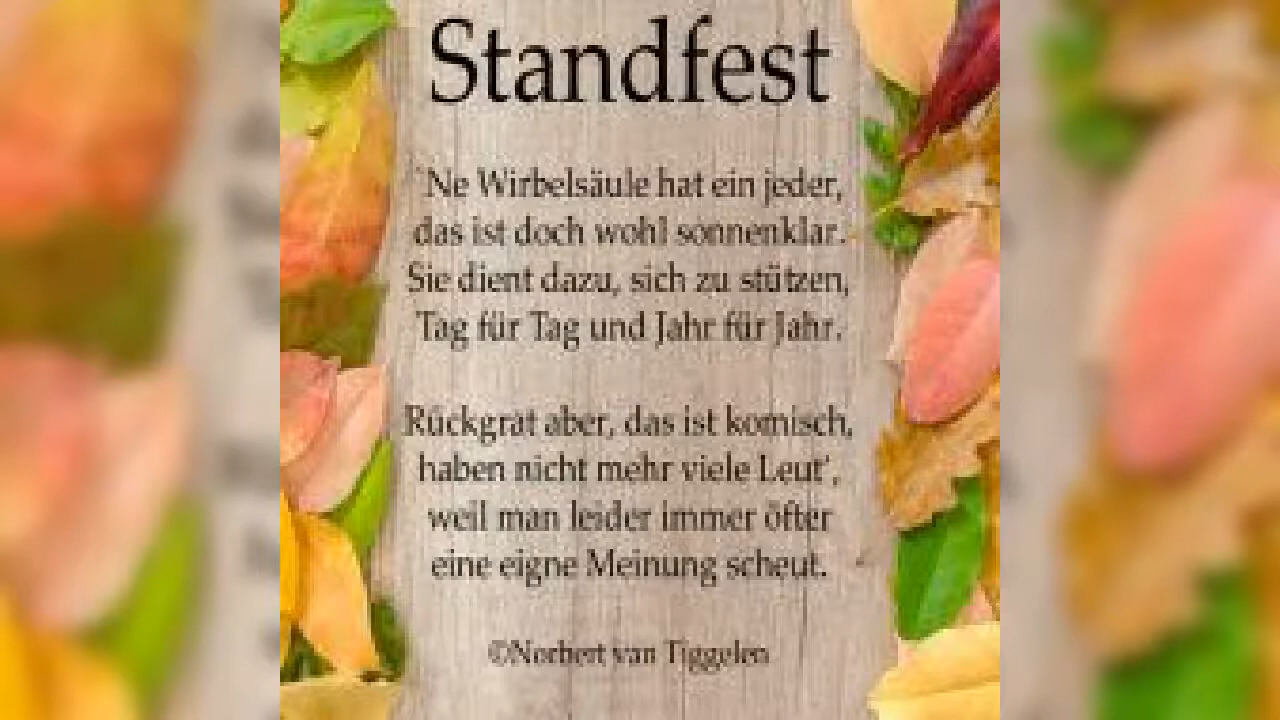 Standfest
`Ne Wirbelsäule hat ein jeder,
das ist doch wohl sonnenklar.
Sie dient dazu, sich zu stützen,
Tag für Tag und Jahr für Jahr.
Rückgrat aber, das ist komisch,
haben nicht mehr viele Leut',
weil man leider immer öfter
eine eigne Meinung scheut.
©Norbert van Tiggelen